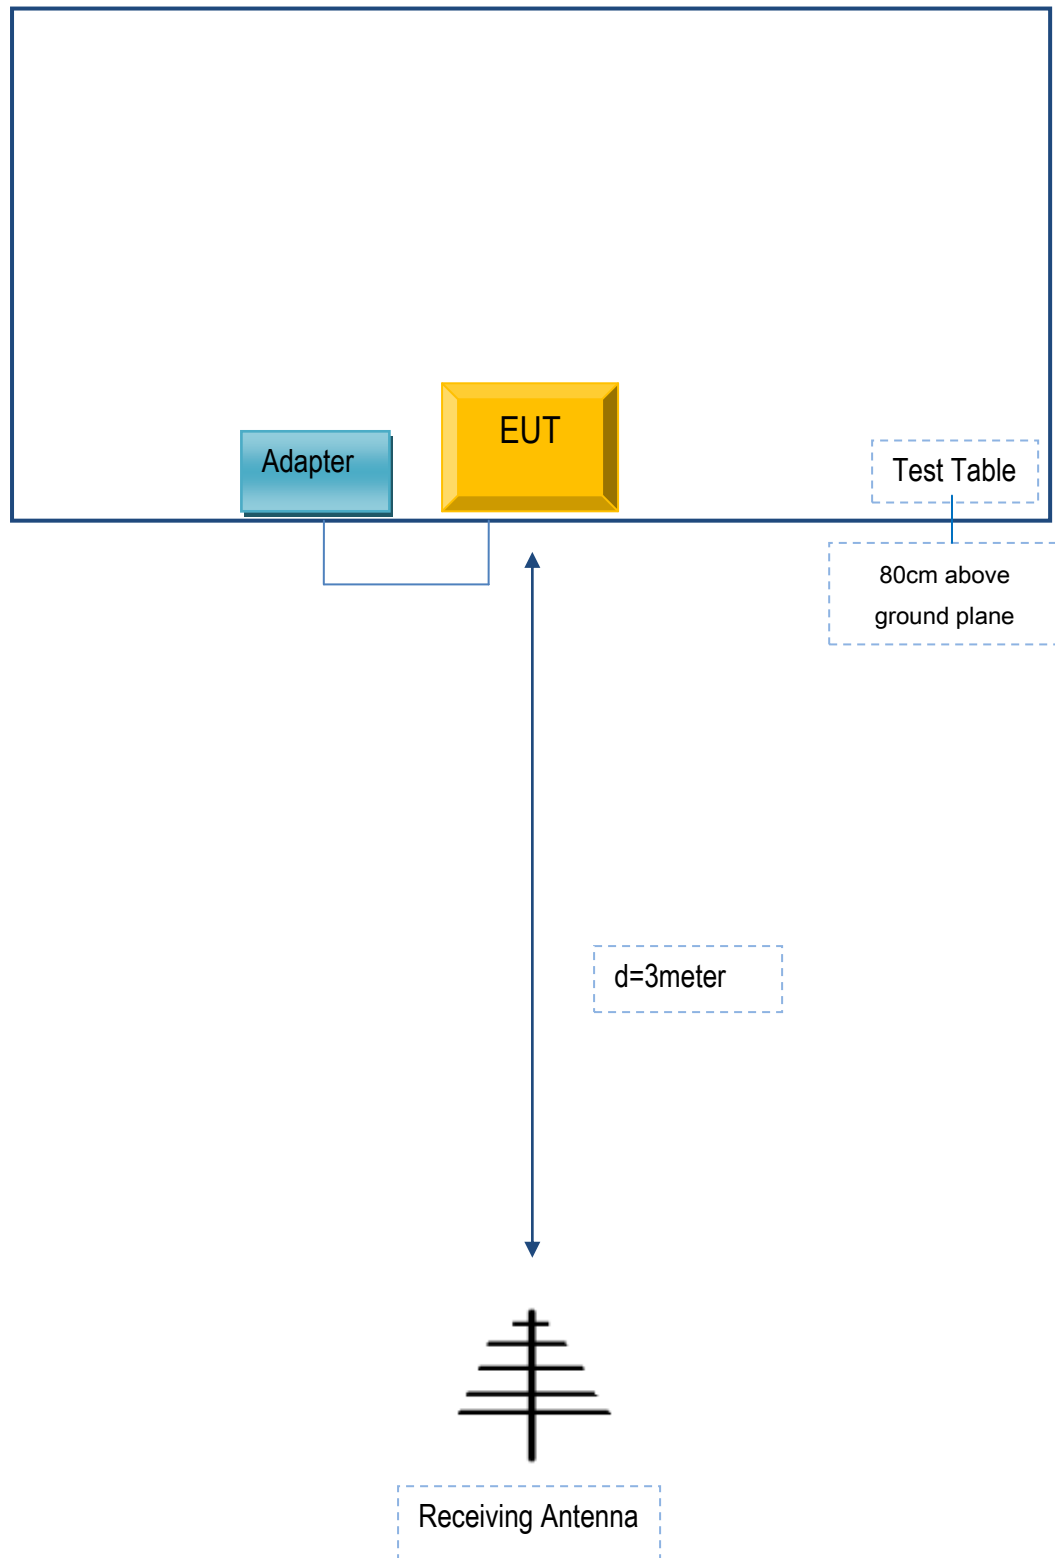 EUT
Adapter
Test Table
80cm above
ground plane
d=3meter
Receiving Antenna